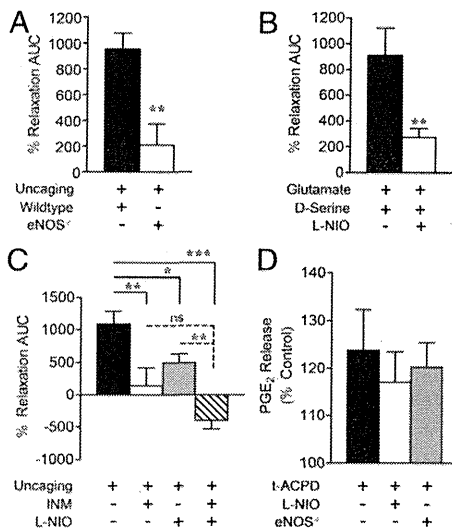 A
% Relaxation AUC
1200
1000
800
600
400
200
0
**
Uncaging + +
Wildtype + -
eNOS-/- - +
B
% Relaxation AUC
1200
1000
800
600
400
200
0
**
Glutamate + +
D-Serine + +
L-NIO - +
C
% Relaxation AUC
1500
1000
500
0
-500
-1000
***
*
**
ns
**
Uncaging + + + +
INM - + - +
L-NIO - - + +
D
PGE2 Release
(% Control)
140
130
120
110
100
t-ACPD + + +
L-NIO - + -
eNOS-/- - - +